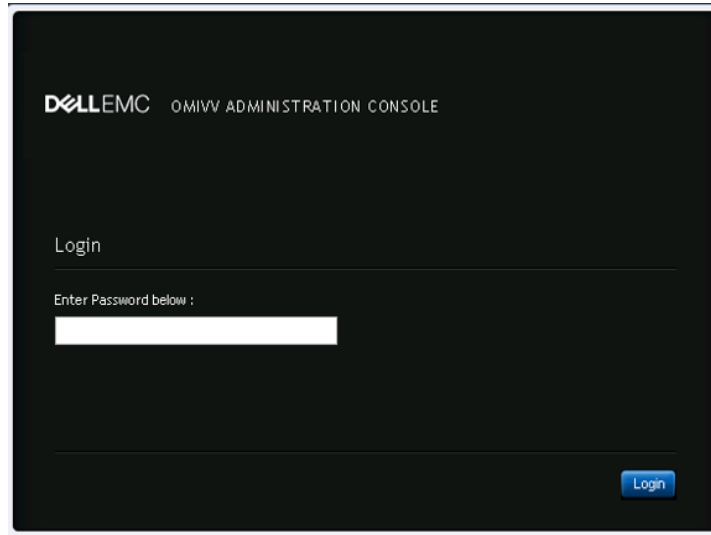 DELLEMC OMIVV ADMINISTRATION CONSOLE
Login
Enter Password below :
Login